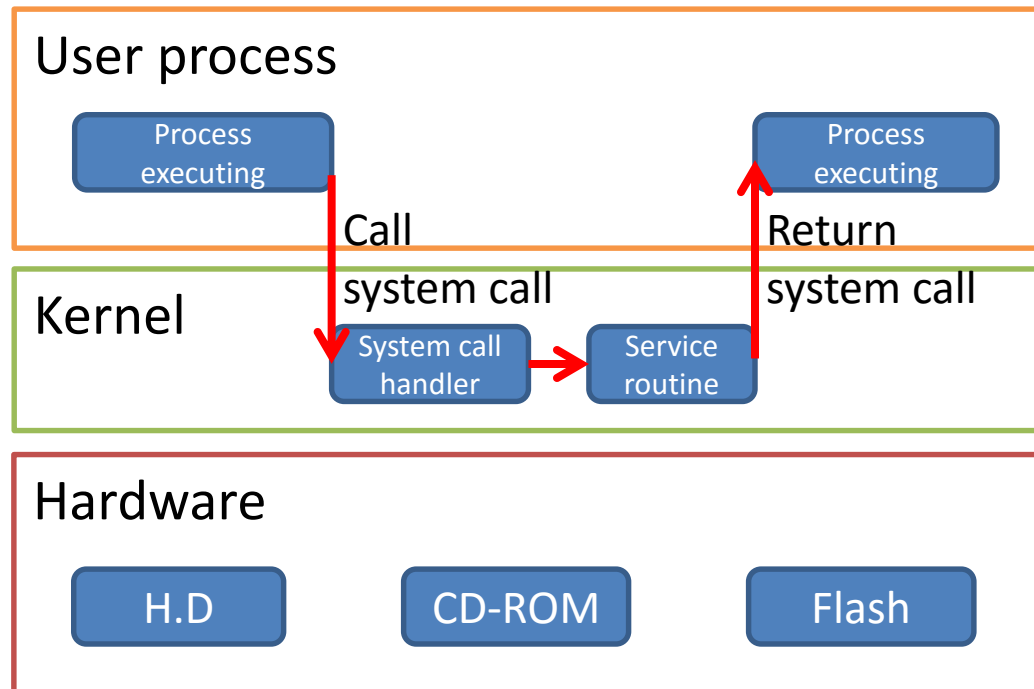 User process
Process
executing
Process
executing
Call
system call
Return
system call
Kernel
System call
handler
Service
routine
Hardware
H.D
CD-ROM
Flash